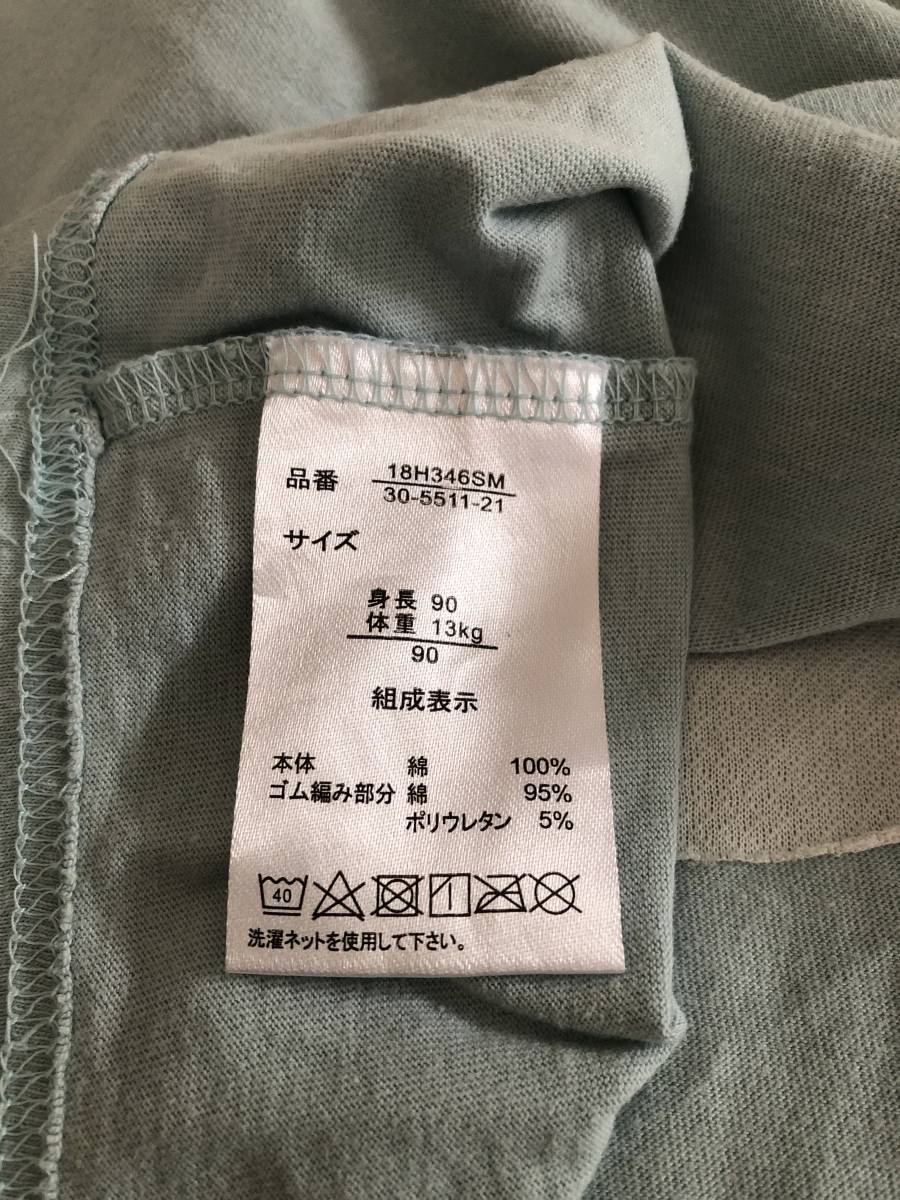 品番 18H346SM
30-5511-21
サイズ
身長 90
体重 13kg
90
組成表示
本体 綿 100%
ゴム編み部分 綿 95%
ポリウレタン 5%
40
洗濯ネットを使用して下さい。